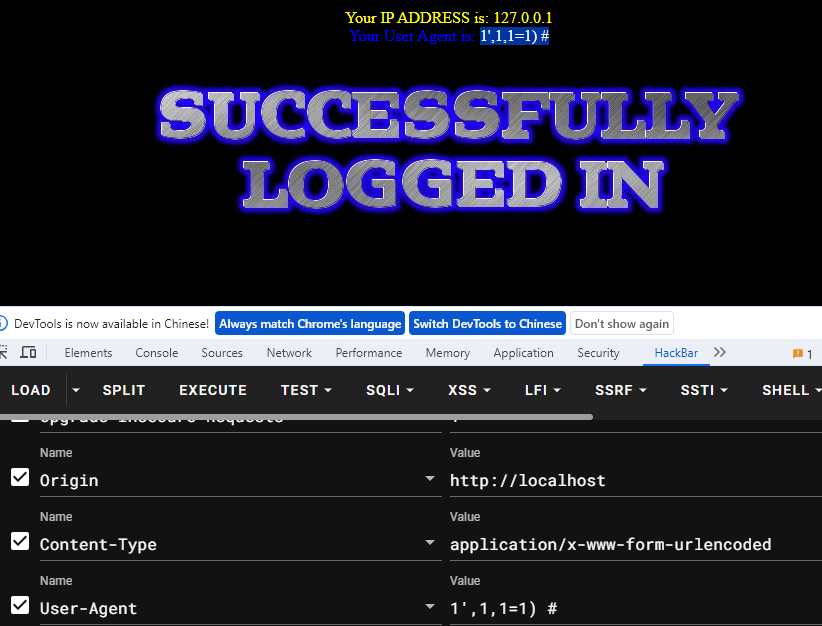 Your IP ADDRESS is: 127.0.0.1
Your User Agent is: 1',1,1=1) #
SUCCESSFULLY
LOGGED IN
DevTools is now available in Chinese! Always match Chrome's language Switch DevTools to Chinese Don't show again
Elements Console Sources Network Performance Memory Application Security HackBar 1
LOAD SPLIT EXECUTE TEST SQLI XSS LFI SSRF SSTI SHELL
Upgrade-Insecure-Requests 1
Name Value
Origin http://localhost
Name Value
Content-Type application/x-www-form-urlencoded
Name Value
User-Agent 1',1,1=1) #